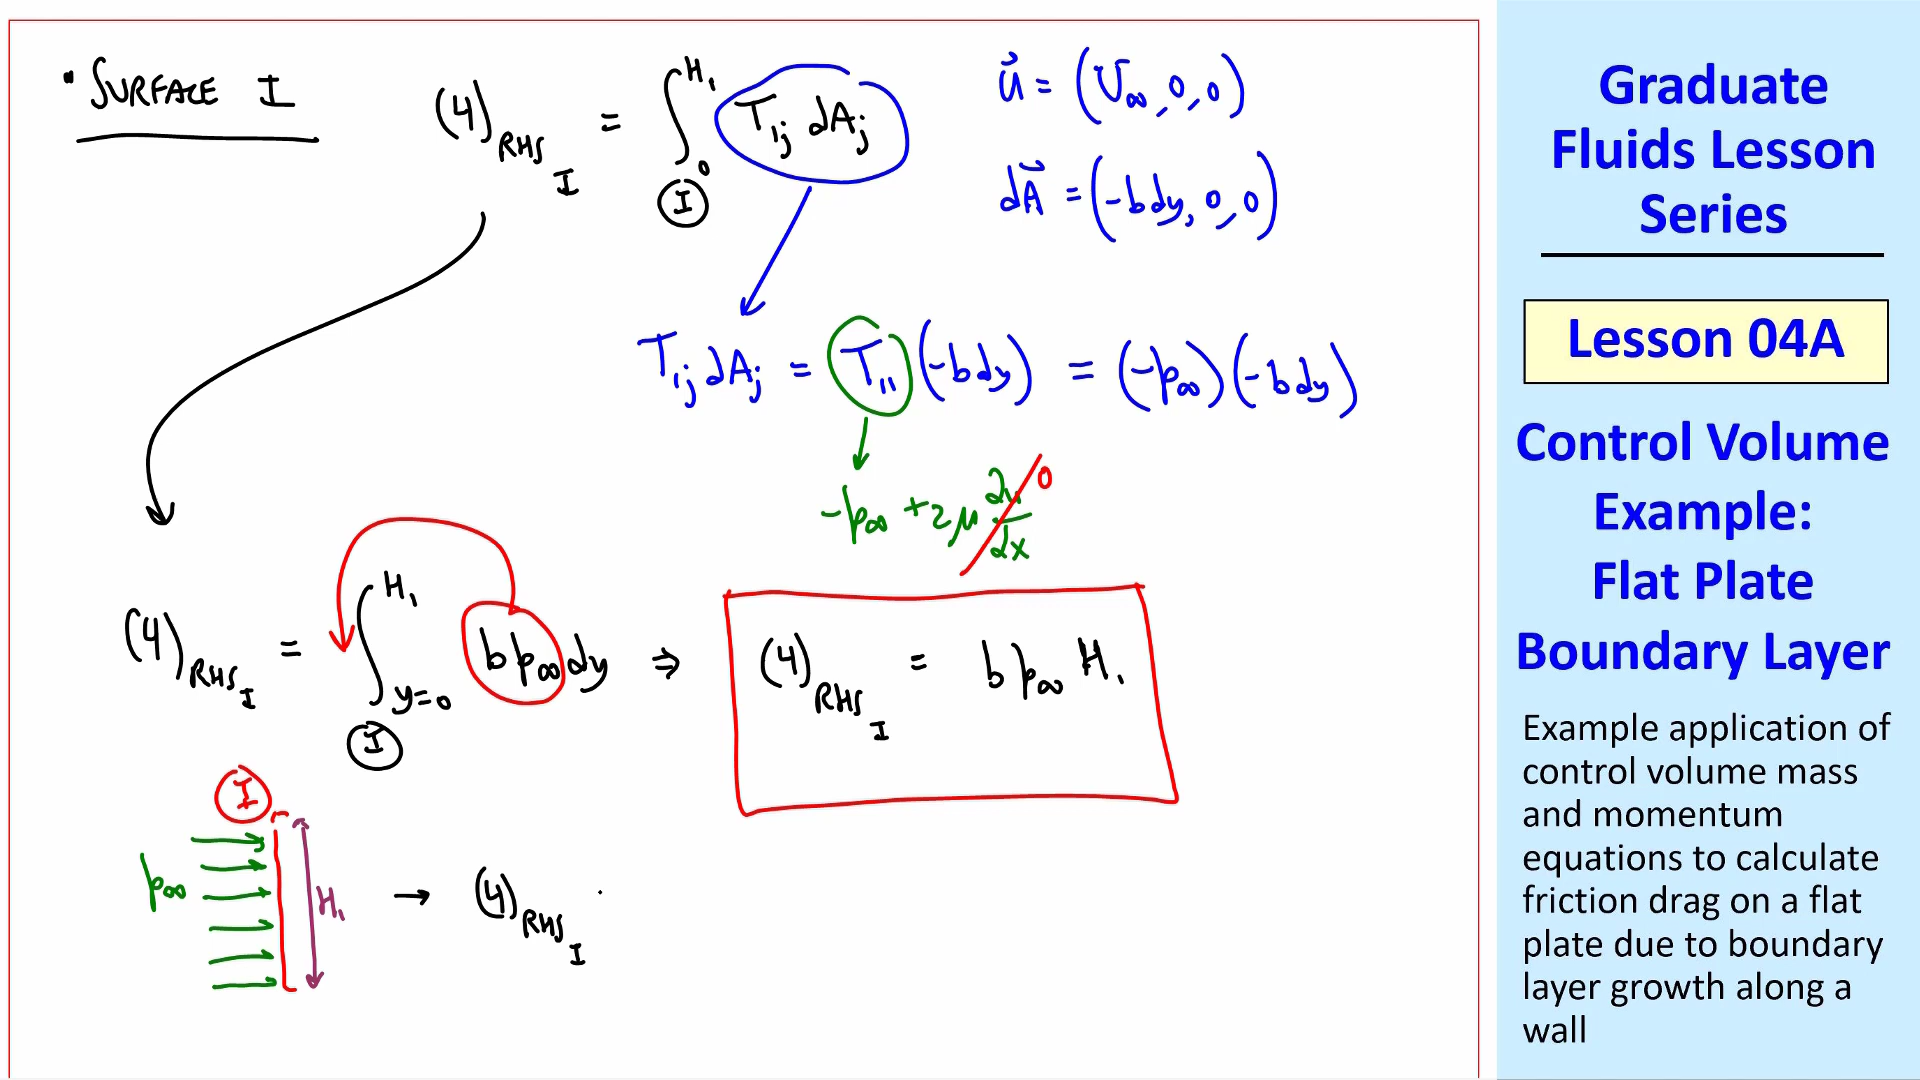 • SURFACE I
(4)RHS I = ∫₀^H₁ T₁j dAj
I
u⃗ = (U∞, 0, 0)
dA⃗ = (-b dy, 0, 0)
T₁j dAj = T₁₁ (-b dy) = (-p∞)(-b dy)
-p∞ + 2μ ∂u/∂x 0
(4)RHS I = ∫_y=0^H₁ b p∞ dy ⇒ (4)RHS I = b p∞ H₁
I
I
p∞ H₁ → (4)RHS I
Graduate
Fluids Lesson
Series
Lesson 04A
Control Volume
Example:
Flat Plate
Boundary Layer
Example application of
control volume mass
and momentum
equations to calculate
friction drag on a flat
plate due to boundary
layer growth along a
wall